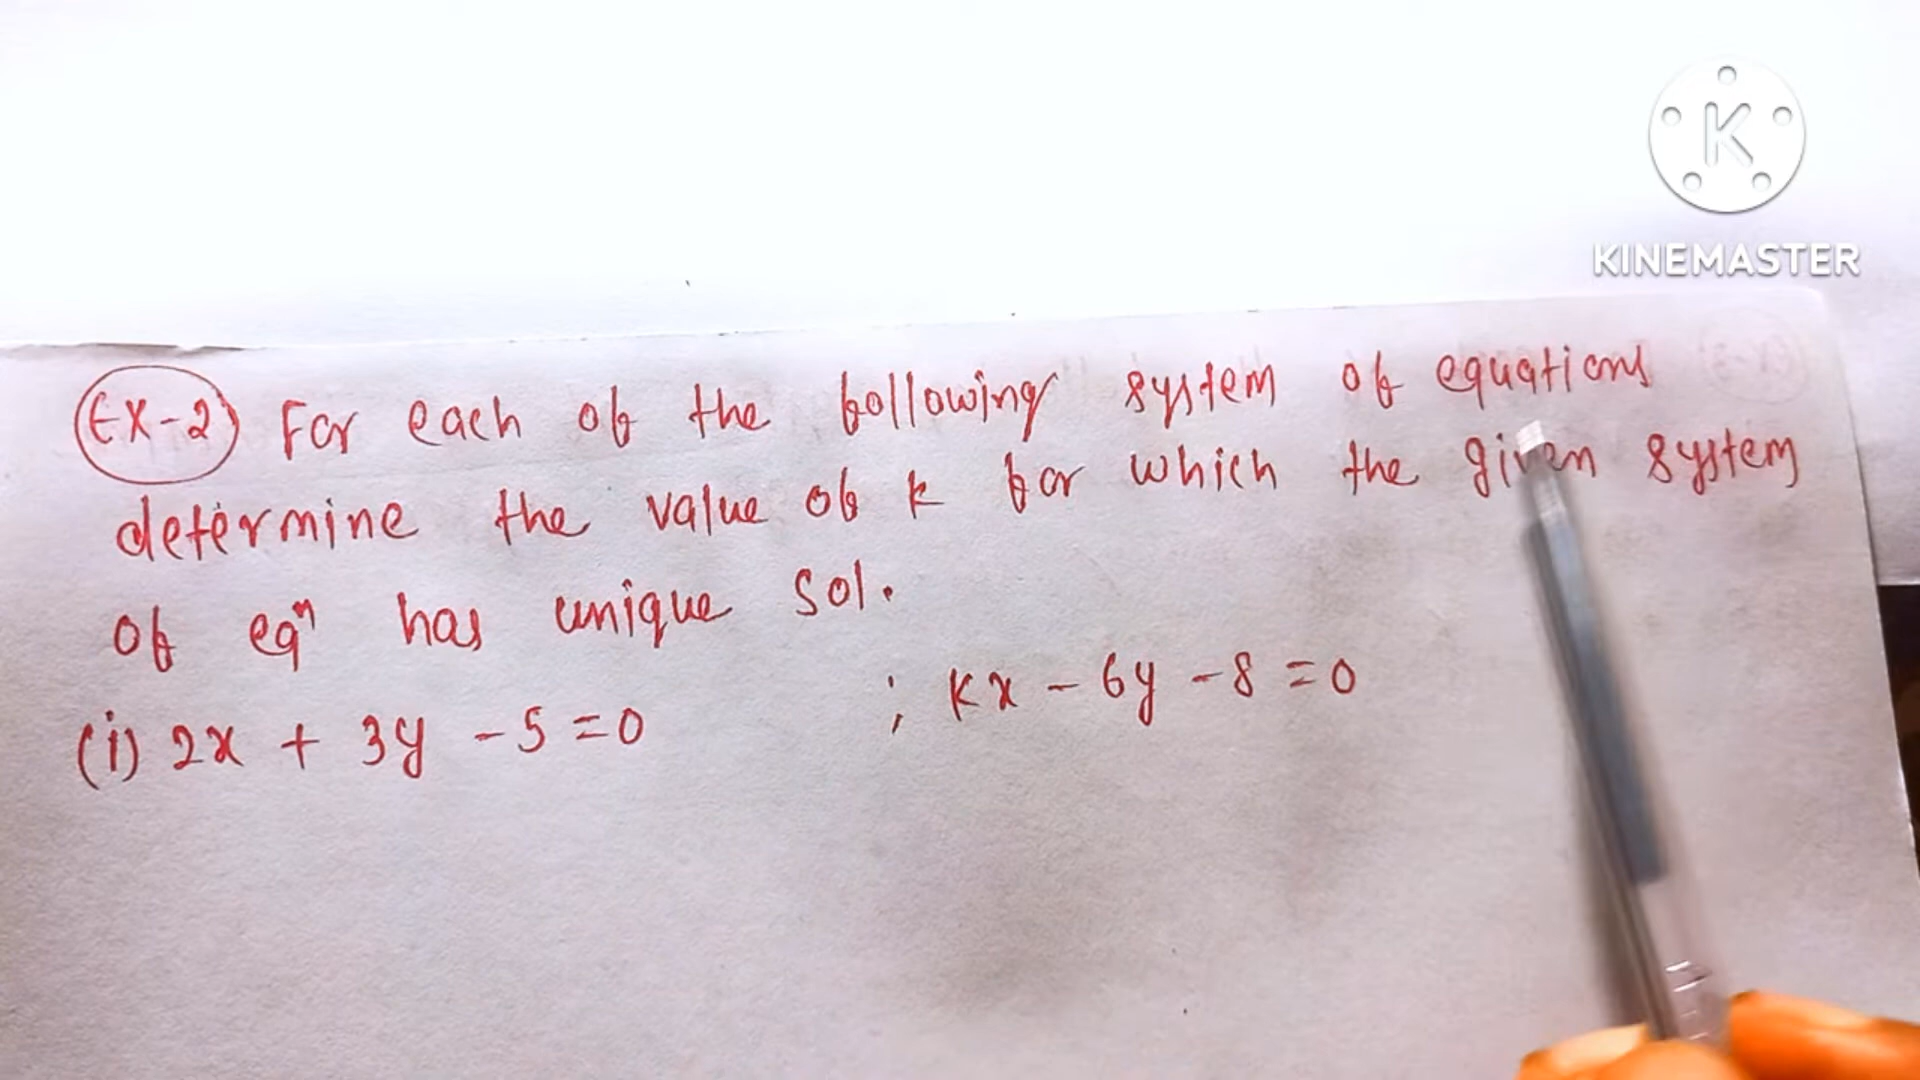 K
KINEMASTER
EX-2 For each of the following system of equations
determine the value of k for which the given system
of eqⁿ has unique sol.
(i) 2x + 3y - 5 = 0 ; kx - 6y - 8 = 0